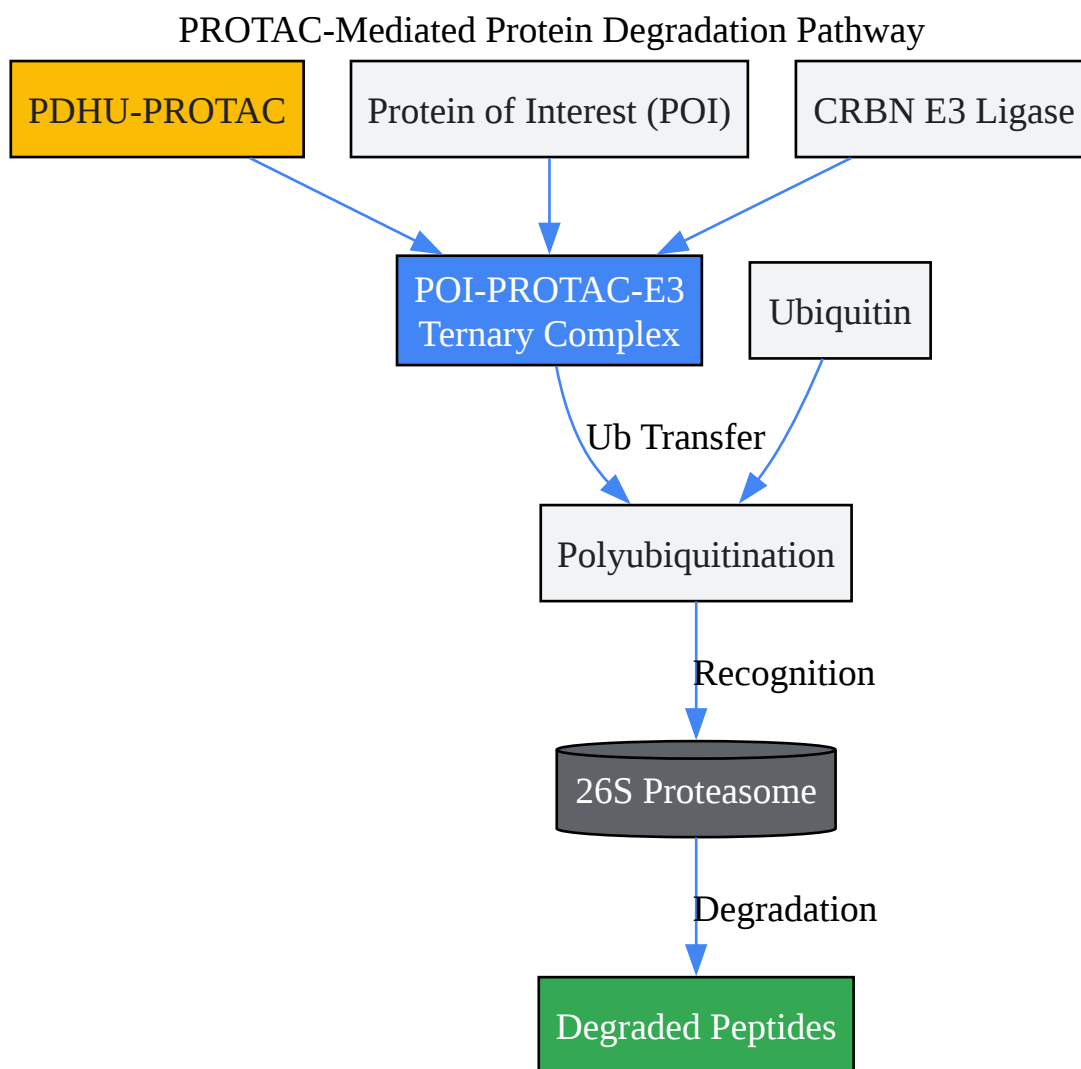 PROTAC-Mediated Protein Degradation Pathway
PDHU-PROTAC
Protein of Interest (POI)
CRBN E3 Ligase
POI-PROTAC-E3
Ternary Complex
Ubiquitin
Ub Transfer
Polyubiquitination
Recognition
26S Proteasome
Degradation
Degraded Peptides